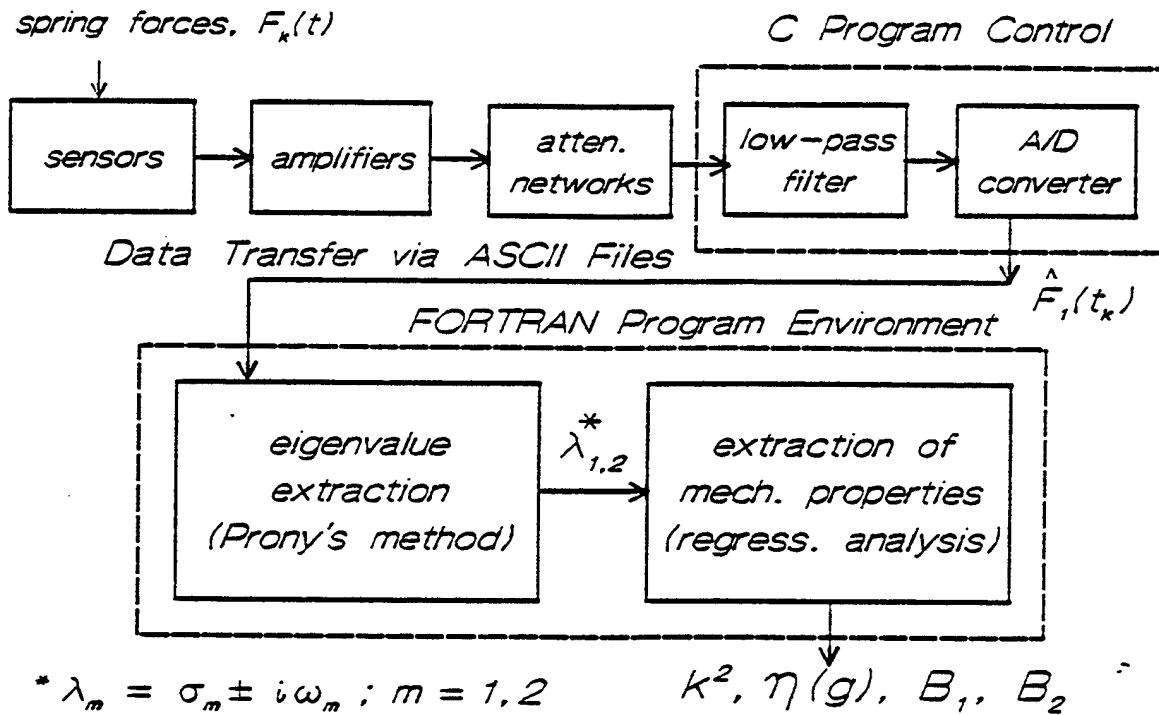 spring forces, F_k(t)
C Program Control
sensors
amplifiers
atten.
networks
low-pass
filter
A/D
converter
Data Transfer via ASCII Files
F̂_1(t_k)
FORTRAN Program Environment
eigenvalue
extraction
(Prony's method)
λ*_{1,2}
extraction of
mech. properties
(regress. analysis)
* λ_m = σ_m ± iω_m ; m = 1,2
K², η(g), B_1, B_2